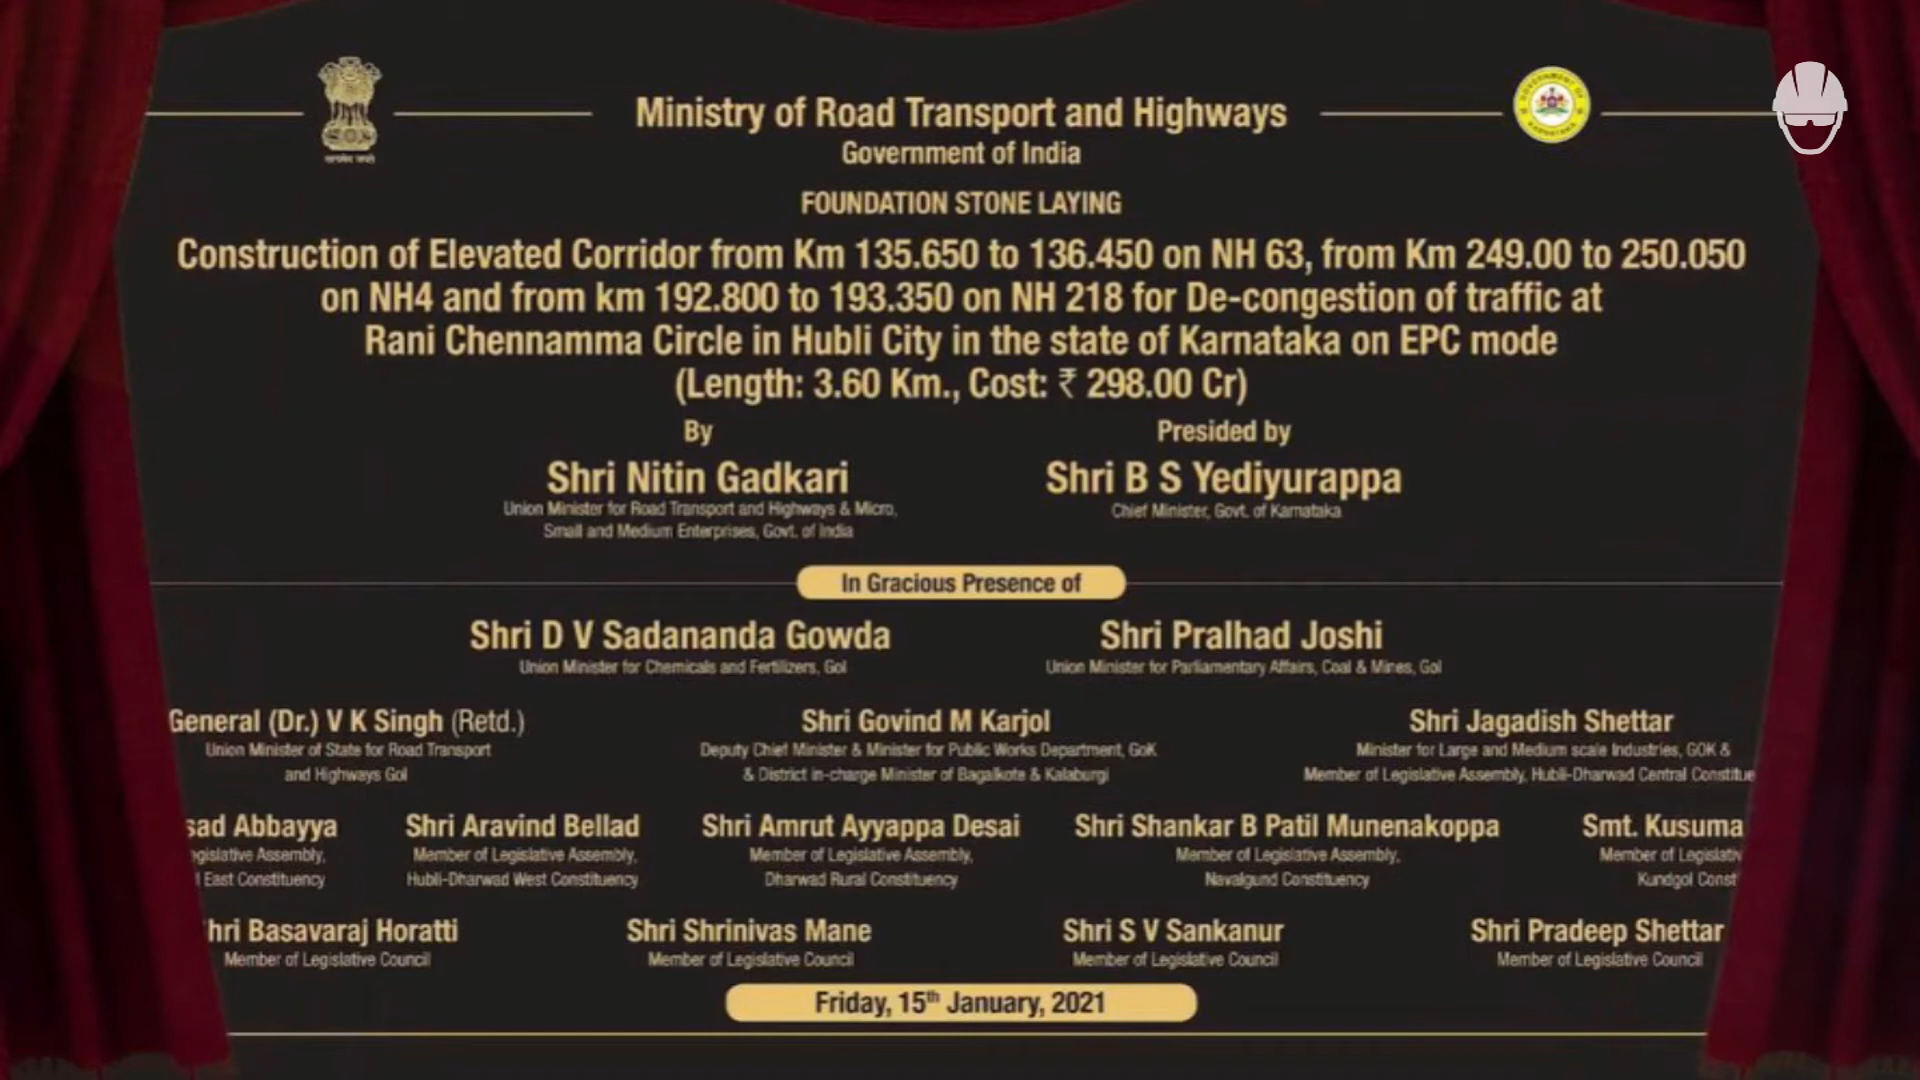 Ministry of Road Transport and Highways
Government of India
FOUNDATION STONE LAYING
Construction of Elevated Corridor from Km 135.650 to 136.450 on NH 63, from Km 249.00 to 250.050
on NH4 and from km 192.800 to 193.350 on NH 218 for De-congestion of traffic at
Rani Chennamma Circle in Hubli City in the state of Karnataka on EPC mode
(Length: 3.60 Km., Cost: ₹ 298.00 Cr)
By Presided by
Shri Nitin Gadkari Shri B S Yediyurappa
Union Minister for Road Transport and Highways & Micro, Chief Minister, Govt. of Karnataka
Small and Medium Enterprises, Govt. of India
In Gracious Presence of
Shri D V Sadananda Gowda Shri Pralhad Joshi
Union Minister for Chemicals and Fertilizers, GoI Union Minister for Parliamentary Affairs, Coal & Mines, GoI
General (Dr.) V K Singh (Retd.) Shri Govind M Karjol Shri Jagadish Shettar
Union Minister of State for Road Transport Deputy Chief Minister & Minister for Public Works Department, GoK Minister for Large and Medium scale Industries, GOK &
and Highways GoI & District in-charge Minister of Bagalkote & Kalaburgi Member of Legislative Assembly, Hubli-Dharwad Central Constitue
sad Abbayya Shri Aravind Bellad Shri Amrut Ayyappa Desai Shri Shankar B Patil Munenakoppa Smt. Kusuma
gislative Assembly, Member of Legislative Assembly, Member of Legislative Assembly, Member of Legislative Assembly, Member of Legislativ
East Constituency Hubli-Dharwad West Constituency Dharwad Rural Constituency Navalgund Constituency Kundgol Const
hri Basavaraj Horatti Shri Shrinivas Mane Shri S V Sankanur Shri Pradeep Shettar
Member of Legislative Council Member of Legislative Council Member of Legislative Council Member of Legislative Council
Friday, 15th January, 2021